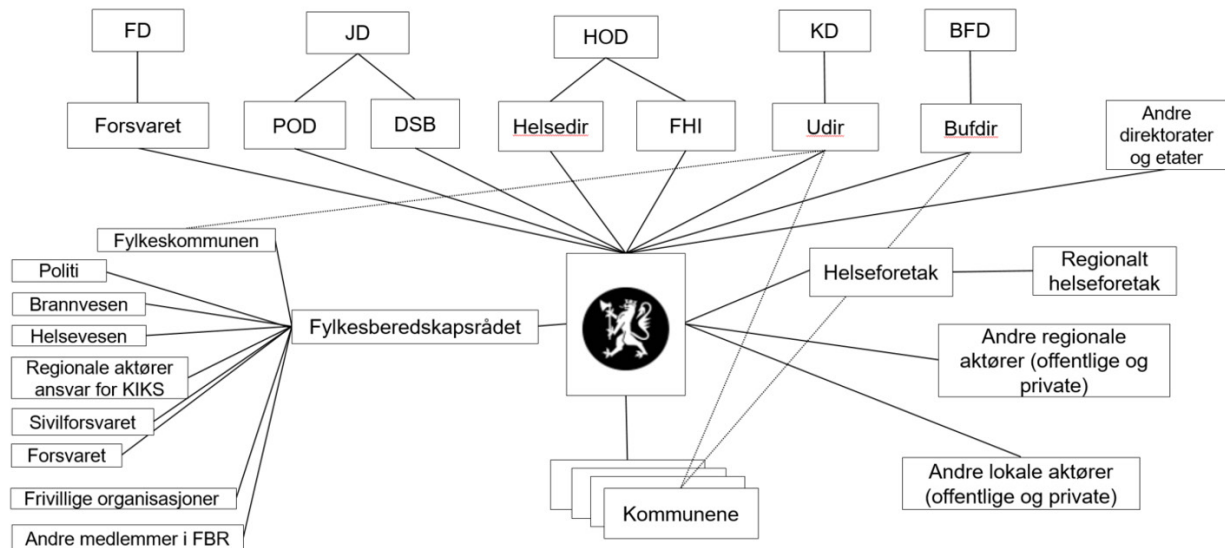 FD
JD
HOD
KD
BFD
Forsvaret
POD
DSB
Helsedir
FHI
Udir
Bufdir
Andre
direktorater
og etater
Fylkeskommunen
Politi
Brannvesen
Helsevesen
Regionale aktører
ansvar for KIKS
Sivilforsvaret
Forsvaret
Frivillige organisasjoner
Andre medlemmer i FBR
Fylkesberedskapsrådet
Helseforetak
Regionalt
helseforetak
Andre regionale
aktører (offentlige og
private)
Andre lokale aktører
(offentlige og private)
Kommunene